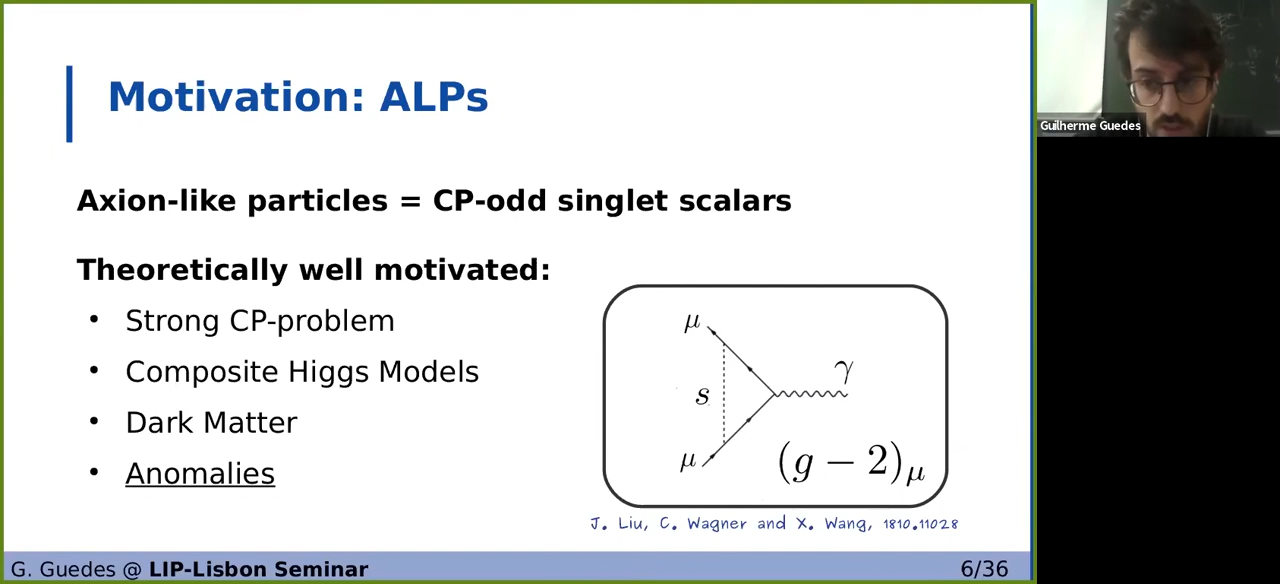 Motivation: ALPs
Guilherme Guedes
Axion-like particles = CP-odd singlet scalars
Theoretically well motivated:
• Strong CP-problem
• Composite Higgs Models
• Dark Matter
• Anomalies
μ
γ
s
μ
(g − 2)μ
J. Liu, C. Wagner and X. Wang, 1810.11028
G. Guedes @ LIP-Lisbon Seminar
6/36